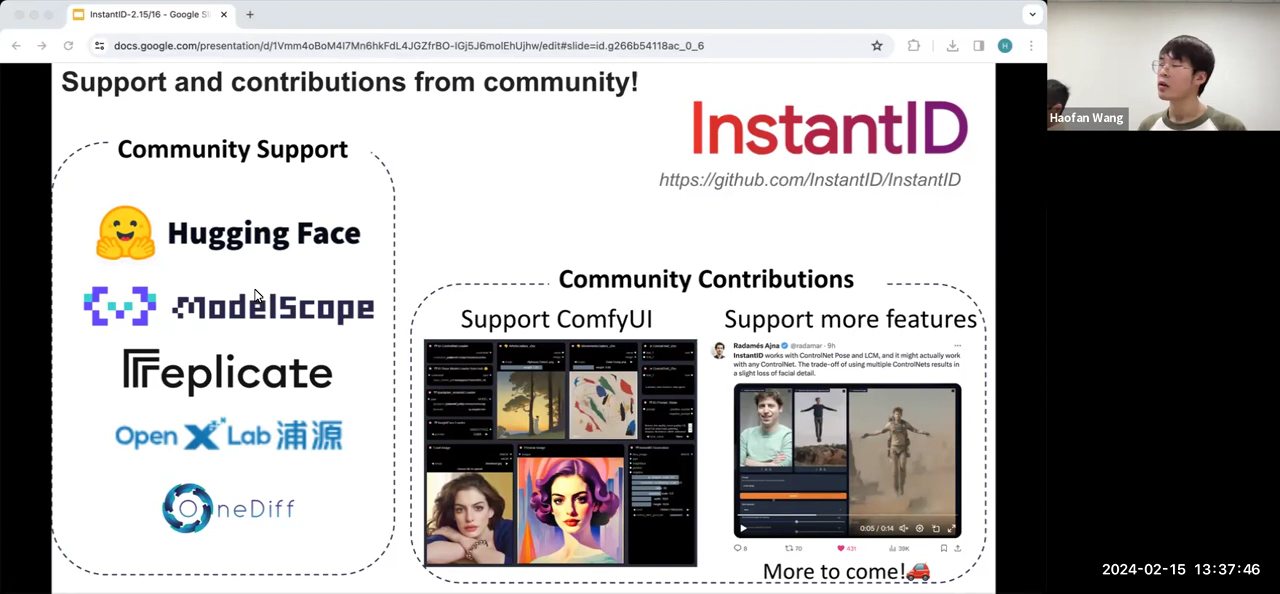 InstantID-2.15/16 - Google Sl
docs.google.com/presentation/d/1Vmm4oBoM4I7Mn6hkFdL4JGZfrBO-IGj5J6moIEhUjhw/edit#slide=id.g266b54118ac_0_6
H
Support and contributions from community!
InstantID
https://github.com/InstantID/InstantID
Haofan Wang
Community Support
Hugging Face
ModelScope
Replicate
Open X Lab 浦源
OneDiff
Community Contributions
Support ComfyUI
Support more features
Radamés Ajna @radamar · 9h
InstantID works with ControlNet Pose and LCM, and it might actually work
with any ControlNet. The trade-off of using multiple ControlNets results in
a slight loss of facial detail.
0:05 / 0:14
8 70 431 39K
More to come!
2024-02-15 13:37:46